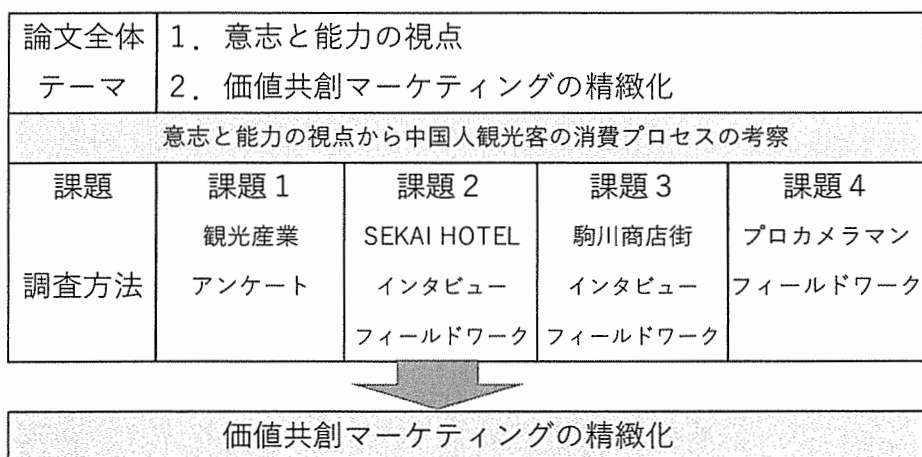 論文全体 1．意志と能力の視点
テーマ 2．価値共創マーケティングの精緻化
意志と能力の視点から中国人観光客の消費プロセスの考察
課題 課題1 課題2 課題3 課題4
観光産業 SEKAI HOTEL 駒川商店街 プロカメラマン
調査方法 アンケート インタビュー インタビュー フィールドワーク
フィールドワーク フィールドワーク
価値共創マーケティングの精緻化